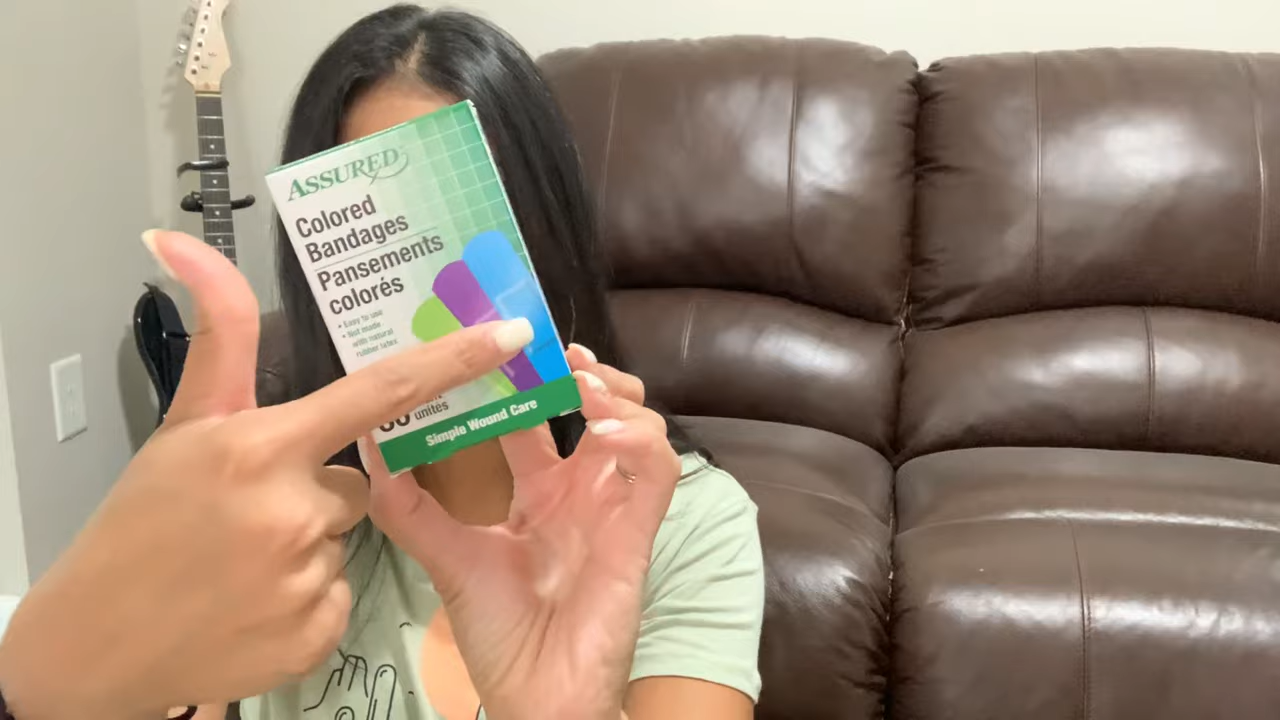 ASSURED
Colored
Bandages
Pansements
colorés
• Easy to use
• Not made
with natural
rubber latex
unités
Simple Wound Care